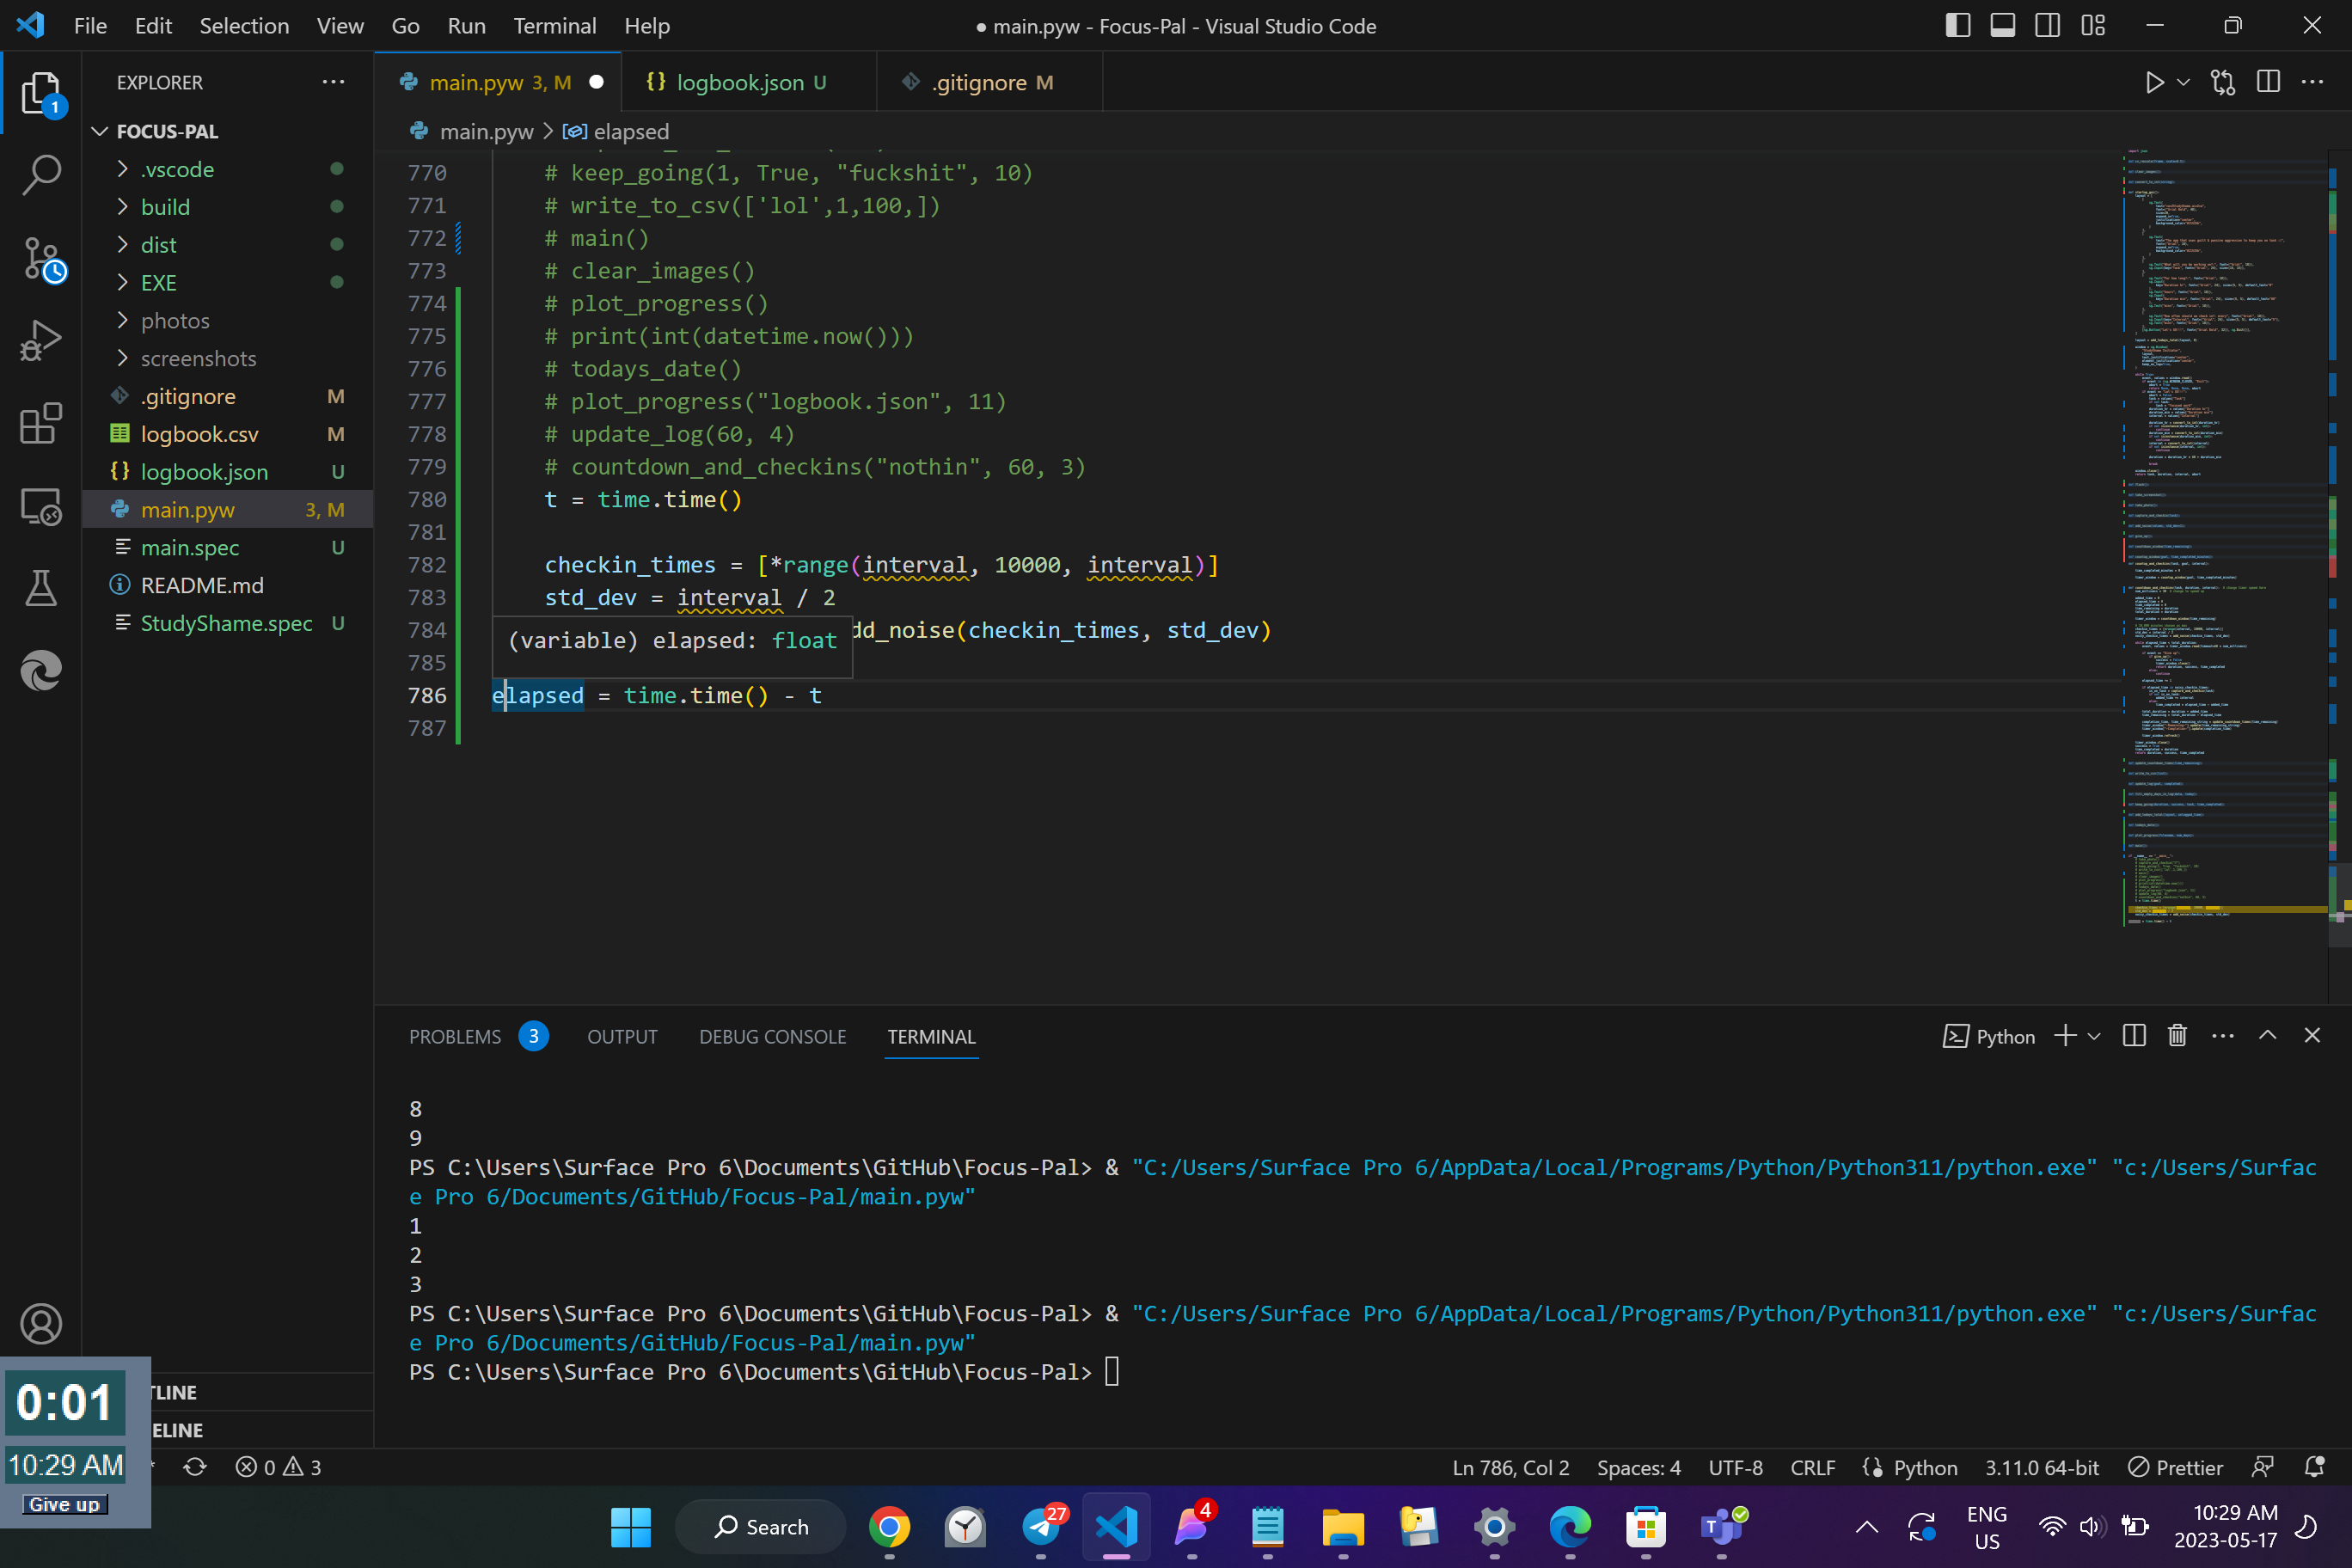 File Edit Selection View Go Run Terminal Help
● main.pyw - Focus-Pal - Visual Studio Code
EXPLORER
main.pyw 3, M
{} logbook.json U
.gitignore M
1
FOCUS-PAL
main.pyw > elapsed
.vscode
build
dist
EXE
photos
screenshots
.gitignore M
logbook.csv M
{} logbook.json U
main.pyw 3, M
main.spec U
README.md
StudyShame.spec U
770 # keep_going(1, True, "fuckshit", 10)
771 # write_to_csv(['lol',1,100,])
772 # main()
773 # clear_images()
774 # plot_progress()
775 # print(int(datetime.now()))
776 # todays_date()
777 # plot_progress("logbook.json", 11)
778 # update_log(60, 4)
779 # countdown_and_checkins("nothin", 60, 3)
780 t = time.time()
781
782 checkin_times = [*range(interval, 10000, interval)]
783 std_dev = interval / 2
784 dd_noise(checkin_times, std_dev)
(variable) elapsed: float
785
786 elapsed = time.time() - t
787
PROBLEMS 3 OUTPUT DEBUG CONSOLE TERMINAL
Python
8
9
PS C:\Users\Surface Pro 6\Documents\GitHub\Focus-Pal> & "C:/Users/Surface Pro 6/AppData/Local/Programs/Python/Python311/python.exe" "c:/Users/Surfac
e Pro 6/Documents/GitHub/Focus-Pal/main.pyw"
1
2
3
PS C:\Users\Surface Pro 6\Documents\GitHub\Focus-Pal> & "C:/Users/Surface Pro 6/AppData/Local/Programs/Python/Python311/python.exe" "c:/Users/Surfac
e Pro 6/Documents/GitHub/Focus-Pal/main.pyw"
PS C:\Users\Surface Pro 6\Documents\GitHub\Focus-Pal>
TLINE
ELINE
0:01
10:29 AM
Give up
0 3
Ln 786, Col 2 Spaces: 4 UTF-8 CRLF Python 3.11.0 64-bit Prettier
Search
27
4
ENG
US
10:29 AM
2023-05-17